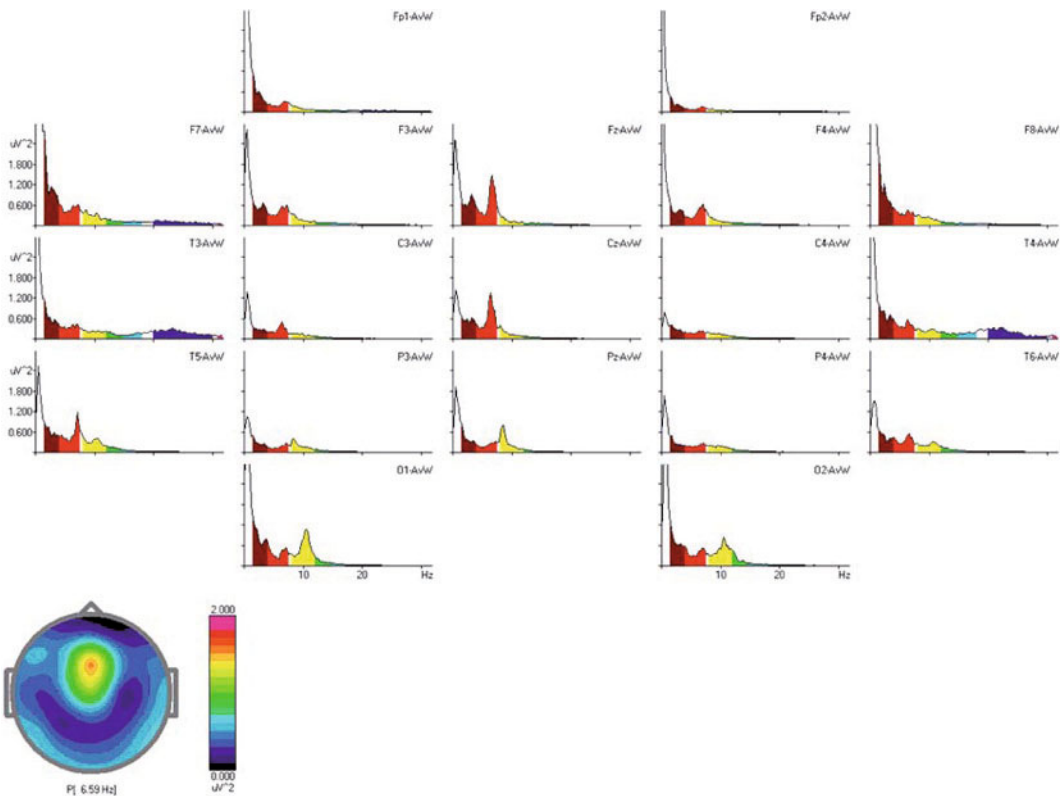 Fp1-AvW Fp2-AvW
F7-AvW F3-AvW Fz-AvW F4-AvW F8-AvW
uV^2
1.800
1.200
0.600
T3-AvW C3-AvW Cz-AvW C4-AvW T4-AvW
uV^2
1.800
1.200
0.600
T5-AvW P3-AvW Pz-AvW P4-AvW T6-AvW
uV^2
1.800
1.200
0.600
O1-AvW O2-AvW
10 20 10 20 Hz
2.000
0.000
uV^2
P[ 6.59 Hz]